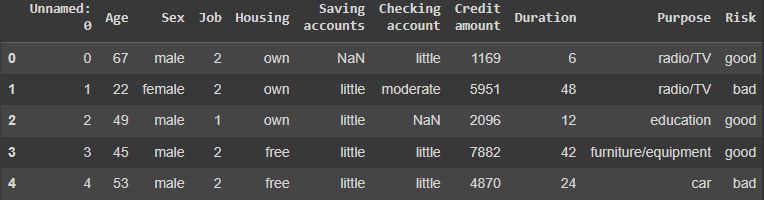 Unnamed: 0 Age Sex Job Housing Saving accounts Checking account Credit amount Duration Purpose Risk
0 0 67 male 2 own NaN little 1169 6 radio/TV good
1 1 22 female 2 own little moderate 5951 48 radio/TV bad
2 2 49 male 1 own little NaN 2096 12 education good
3 3 45 male 2 free little little 7882 42 furniture/equipment good
4 4 53 male 2 free little little 4870 24 car bad